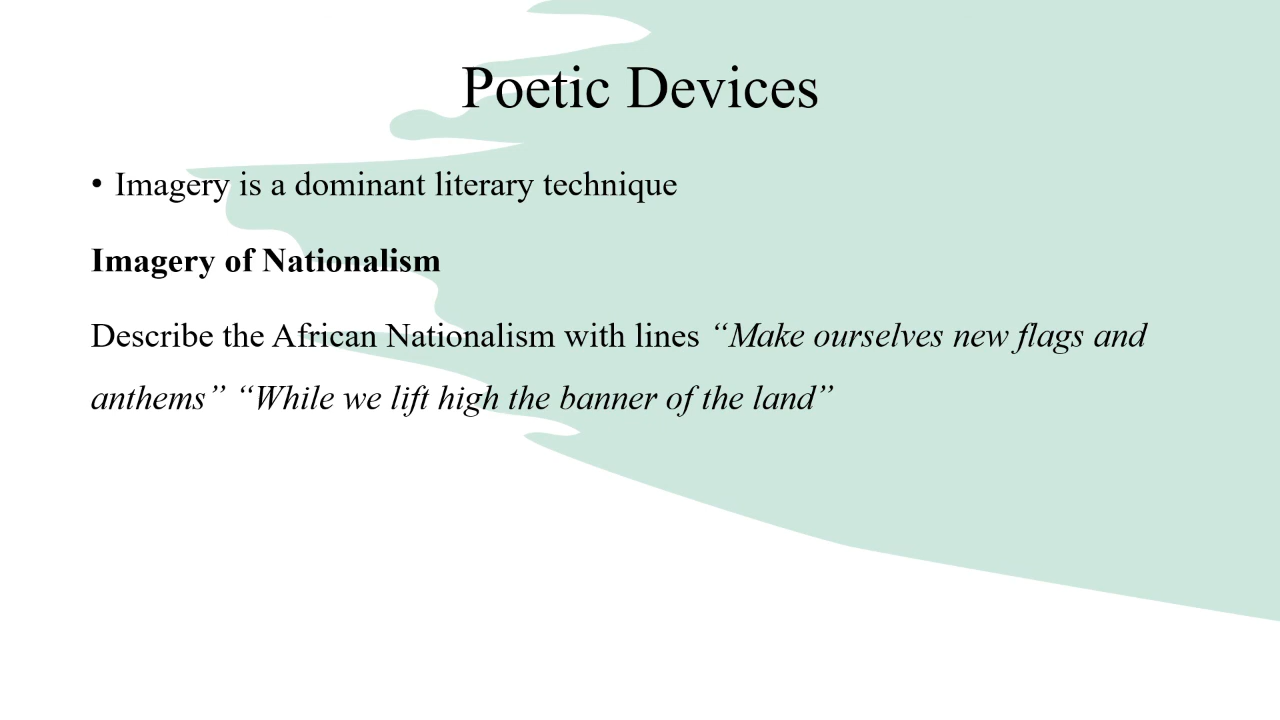 Poetic Devices
• Imagery is a dominant literary technique
Imagery of Nationalism
Describe the African Nationalism with lines “Make ourselves new flags and
anthems” “While we lift high the banner of the land”